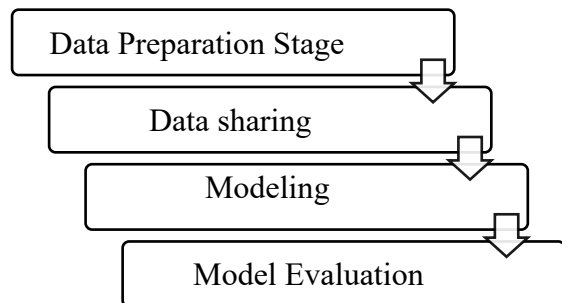 Data Preparation Stage
Data sharing
Modeling
Model Evaluation